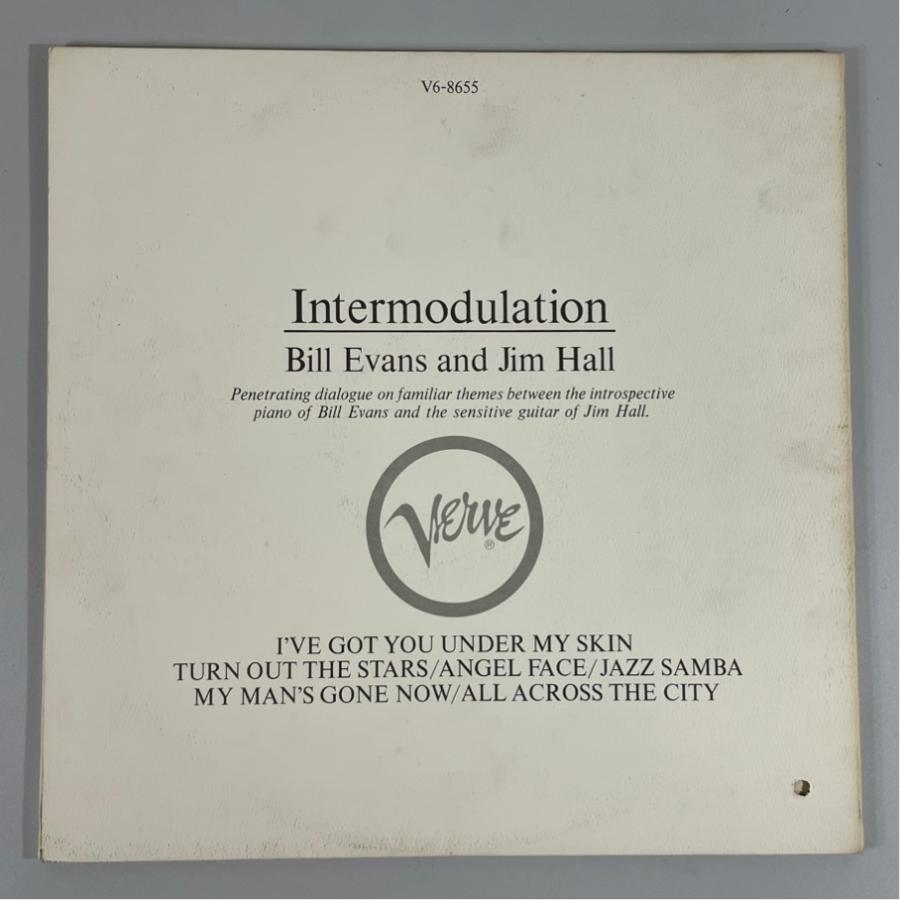 V6-8655
Intermodulation
Bill Evans and Jim Hall
Penetrating dialogue on familiar themes between the introspective
piano of Bill Evans and the sensitive guitar of Jim Hall.
Verve
®
I'VE GOT YOU UNDER MY SKIN
TURN OUT THE STARS/ANGEL FACE/JAZZ SAMBA
MY MAN'S GONE NOW/ALL ACROSS THE CITY